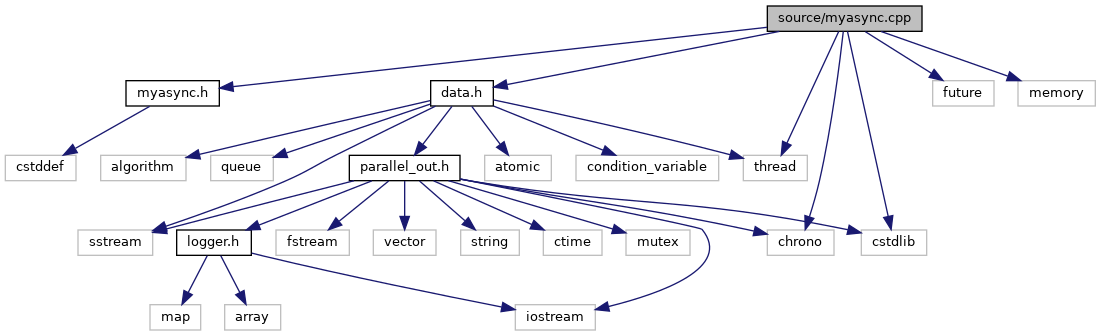 source/myasync.cpp
myasync.h
data.h
future
memory
cstddef
algorithm
queue
parallel_out.h
atomic
condition_variable
thread
sstream
logger.h
fstream
vector
string
ctime
mutex
chrono
cstdlib
map
array
iostream